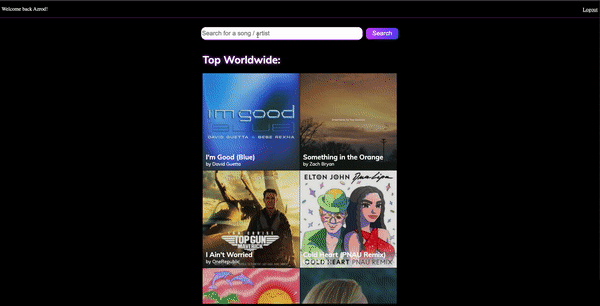 Welcome back Azrod!
Logout
Search for a song / artist
Search
Top Worldwide:
i'm good
(BLUE)
DAVID GUETTA & BEBE REXHA
I'm Good (Blue)
by David Guetta
Something in the Orange
by Zach Bryan
TOP GUN
MAVERICK
I Ain't Worried
by OneRepublic
ELTON JOHN Dua Lipa
Cold Heart (PNAU Remix)
COLD HEART PNAU REMIX